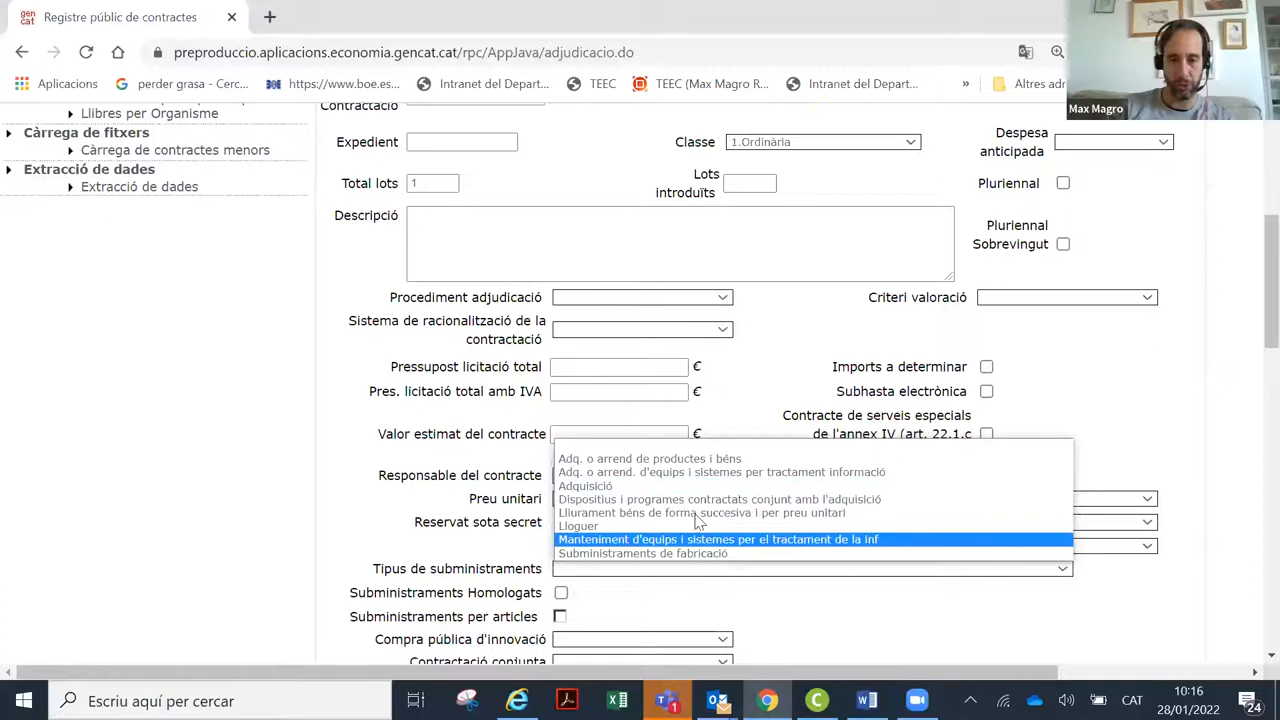 gen
cat
Registre públic de contractes
preproduccio.aplicacions.economia.gencat.cat/rpc/AppJava/adjudicacio.do
Aplicacions
perder grasa - Cerc...
https://www.boe.es...
Intranet del Depart...
TEEC
TEEC (Max Magro R...
Intranet del Depart...
»
Altres adr
Max Magro
Llibres per Organisme
Càrrega de fitxers
Càrrega de contractes menors
Extracció de dades
Extracció de dades
Contractació
Expedient
Classe
1.Ordinària
Despesa
anticipada
Total lots
1
Lots
introduïts
Pluriennal
Descripció
Pluriennal
Sobrevingut
Procediment adjudicació
Criteri valoració
Sistema de racionalització de la
contractació
Pressupost licitació total
€
Imports a determinar
Pres. licitació total amb IVA
€
Subhasta electrònica
Contracte de serveis especials
de l'annex IV (art. 22.1.c
Valor estimat del contracte
€
Responsable del contracte
Preu unitari
Reservat sota secret
Adq. o arrend de productes i béns
Adq. o arrend. d'equips i sistemes per tractament informació
Adquisició
Dispositius i programes contractats conjunt amb l'adquisició
Lliurament béns de forma succesiva i per preu unitari
Lloguer
Manteniment d'equips i sistemes per el tractament de la inf
Subministraments de fabricació
Tipus de subministraments
Subministraments Homologats
Subministraments per articles
Compra pública d'innovació
Contractació conjunta
Escriu aquí per cercar
1
CAT
10:16
28/01/2022
24